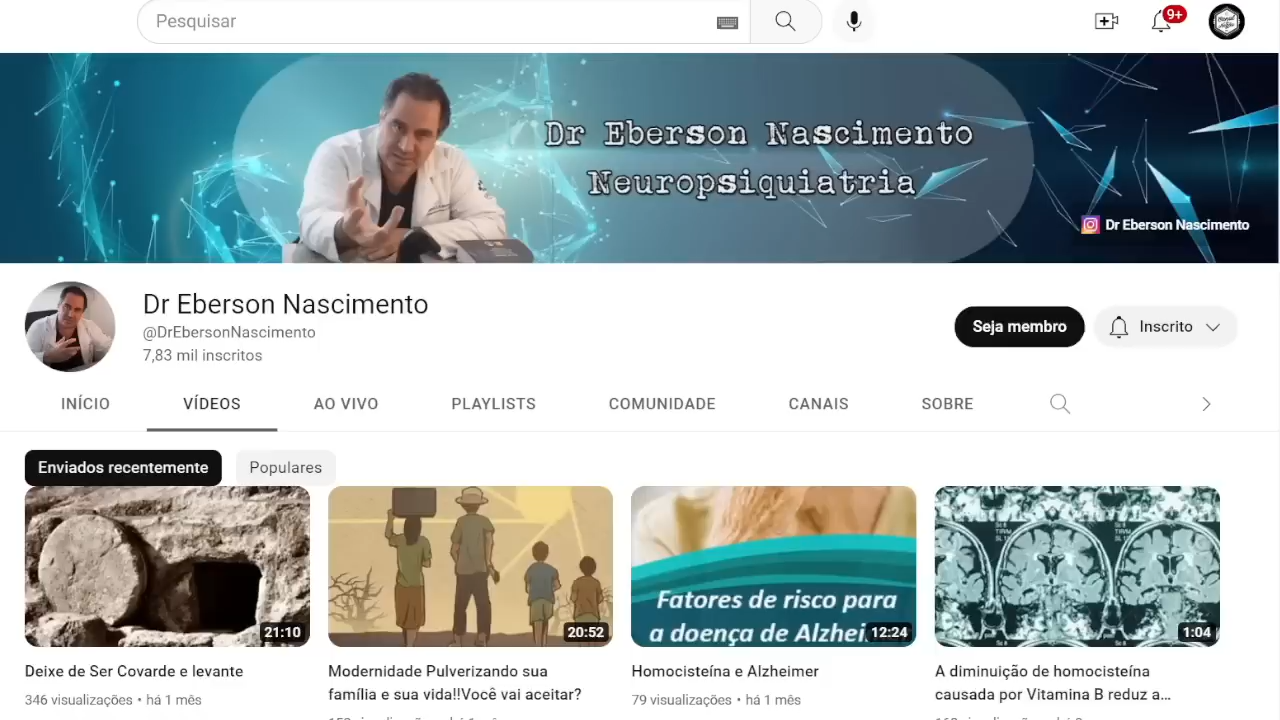 Pesquisar
9+
Dr Eberson Nascimento
Neuropsiquiatria
Dr Eberson Nascimento
Dr Eberson Nascimento
@DrEbersonNascimento
7,83 mil inscritos
Seja membro
Inscrito
INÍCIO VÍDEOS AO VIVO PLAYLISTS COMUNIDADE CANAIS SOBRE
Enviados recentemente Populares
21:10
20:52
Fatores de risco para
a doença de
12:24
1:04
Deixe de Ser Covarde e levante
346 visualizações • há 1 mês
Modernidade Pulverizando sua
família e sua vida!!Você vai aceitar?
Homocisteína e Alzheimer
79 visualizações • há 1 mês
A diminuição de homocisteína
causada por Vitamina B reduz a...